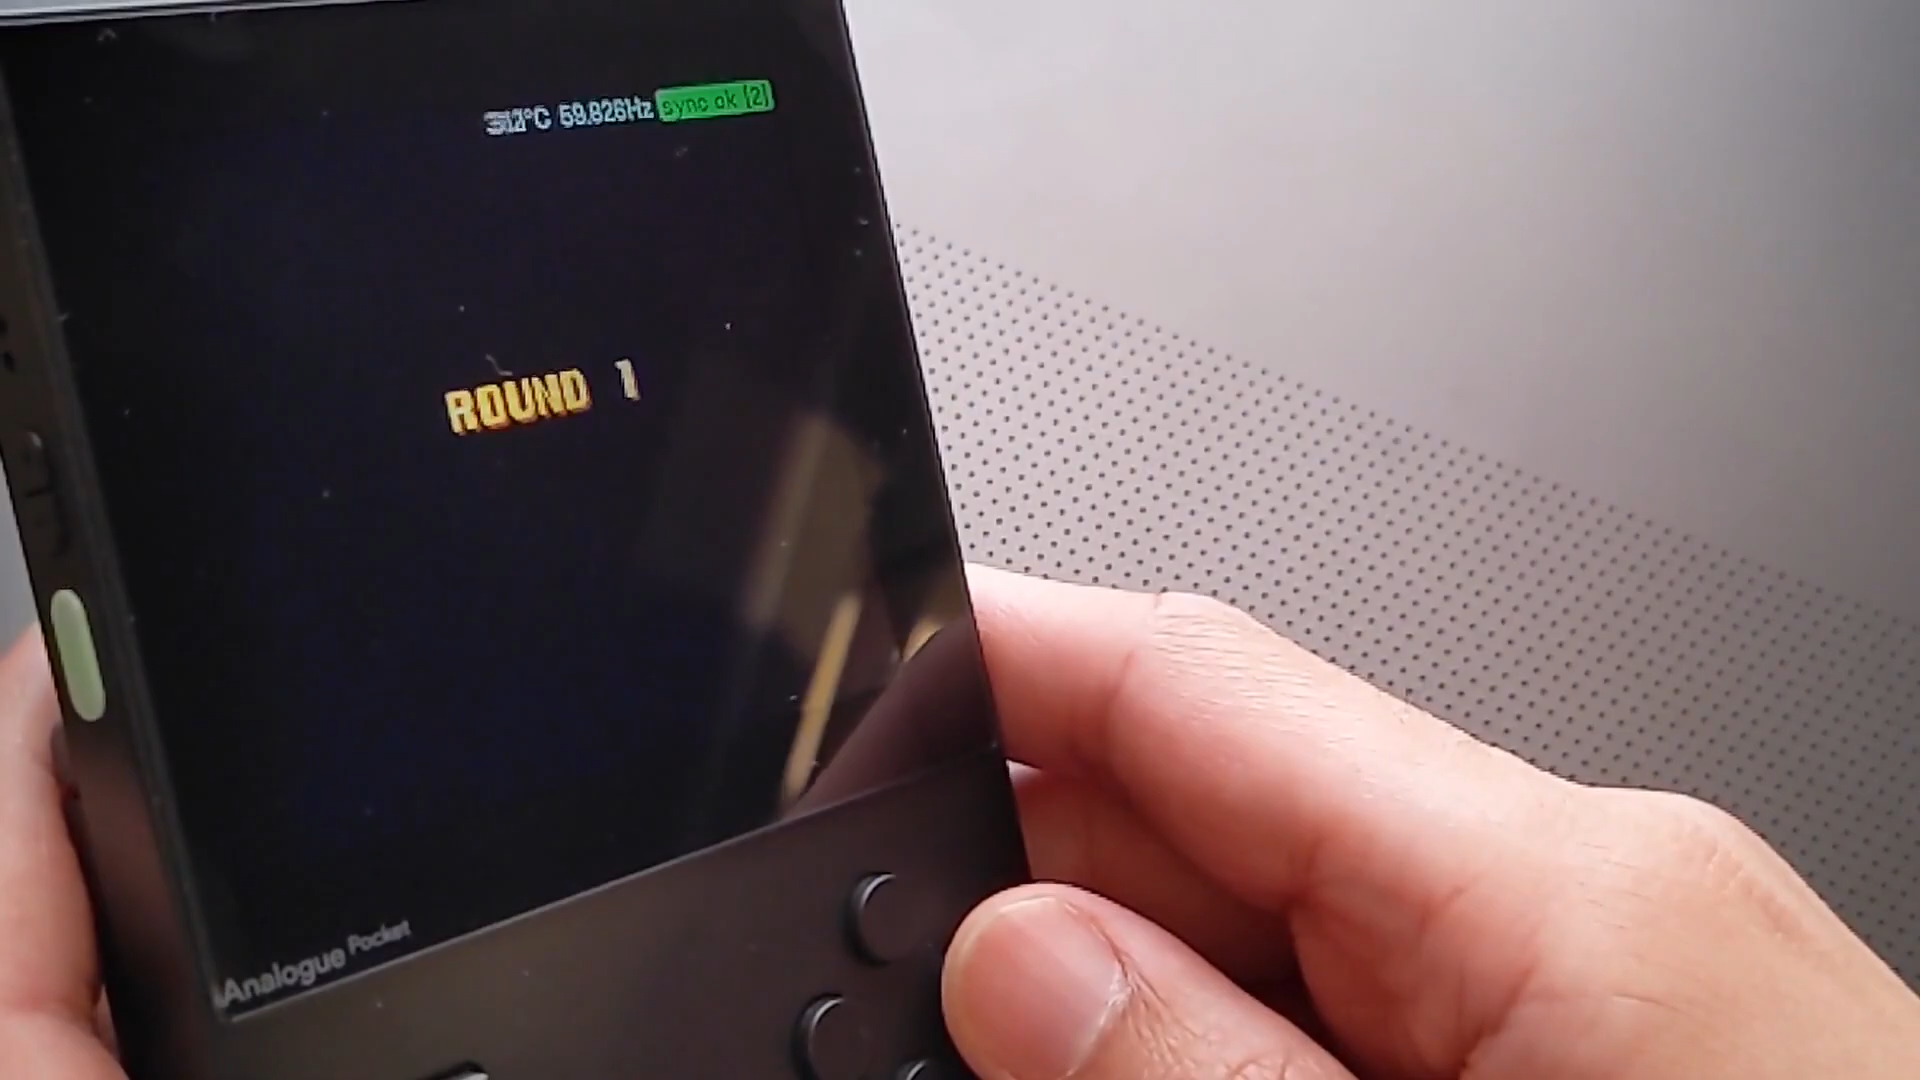 59.826Hz sync ok [2]
ROUND 1
Analogue Pocket